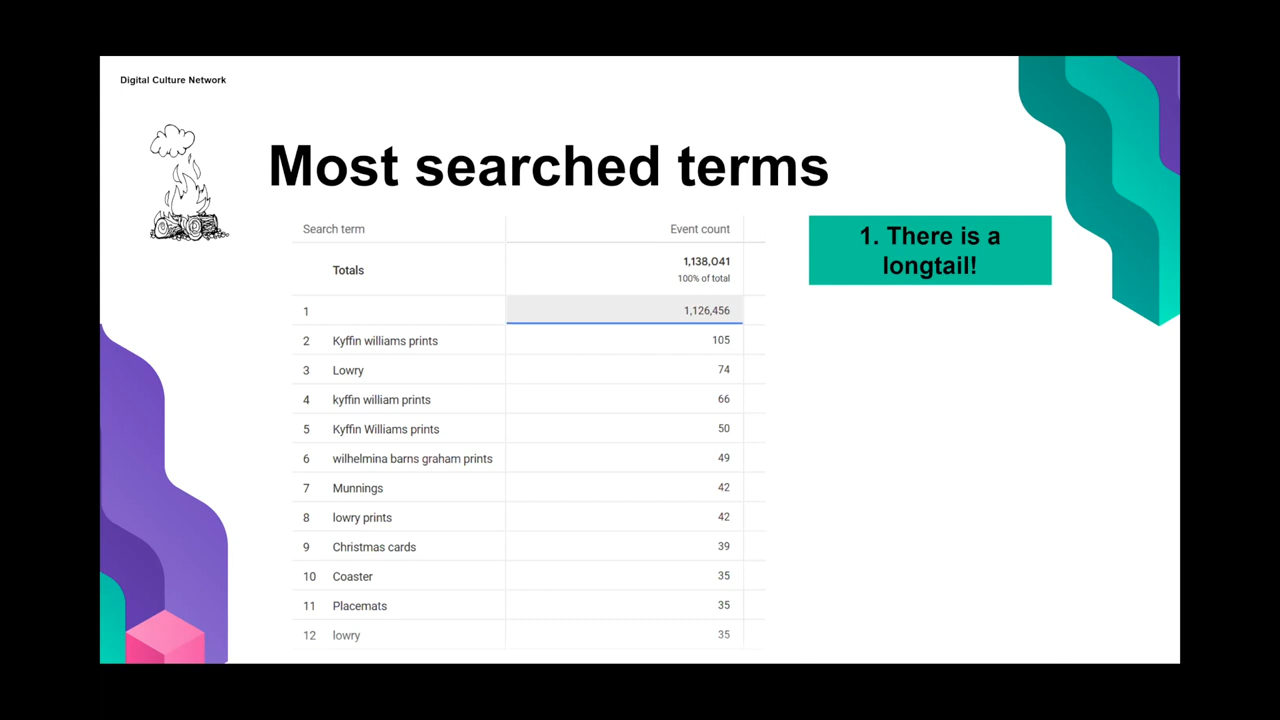 Digital Culture Network
Most searched terms
Search term Event count
Totals 1,138,041
100% of total
1 1,126,456
2 Kyffin williams prints 105
3 Lowry 74
4 kyffin william prints 66
5 Kyffin Williams prints 50
6 wilhelmina barns graham prints 49
7 Munnings 42
8 lowry prints 42
9 Christmas cards 39
10 Coaster 35
11 Placemats 35
12 lowry 35
1. There is a
longtail!